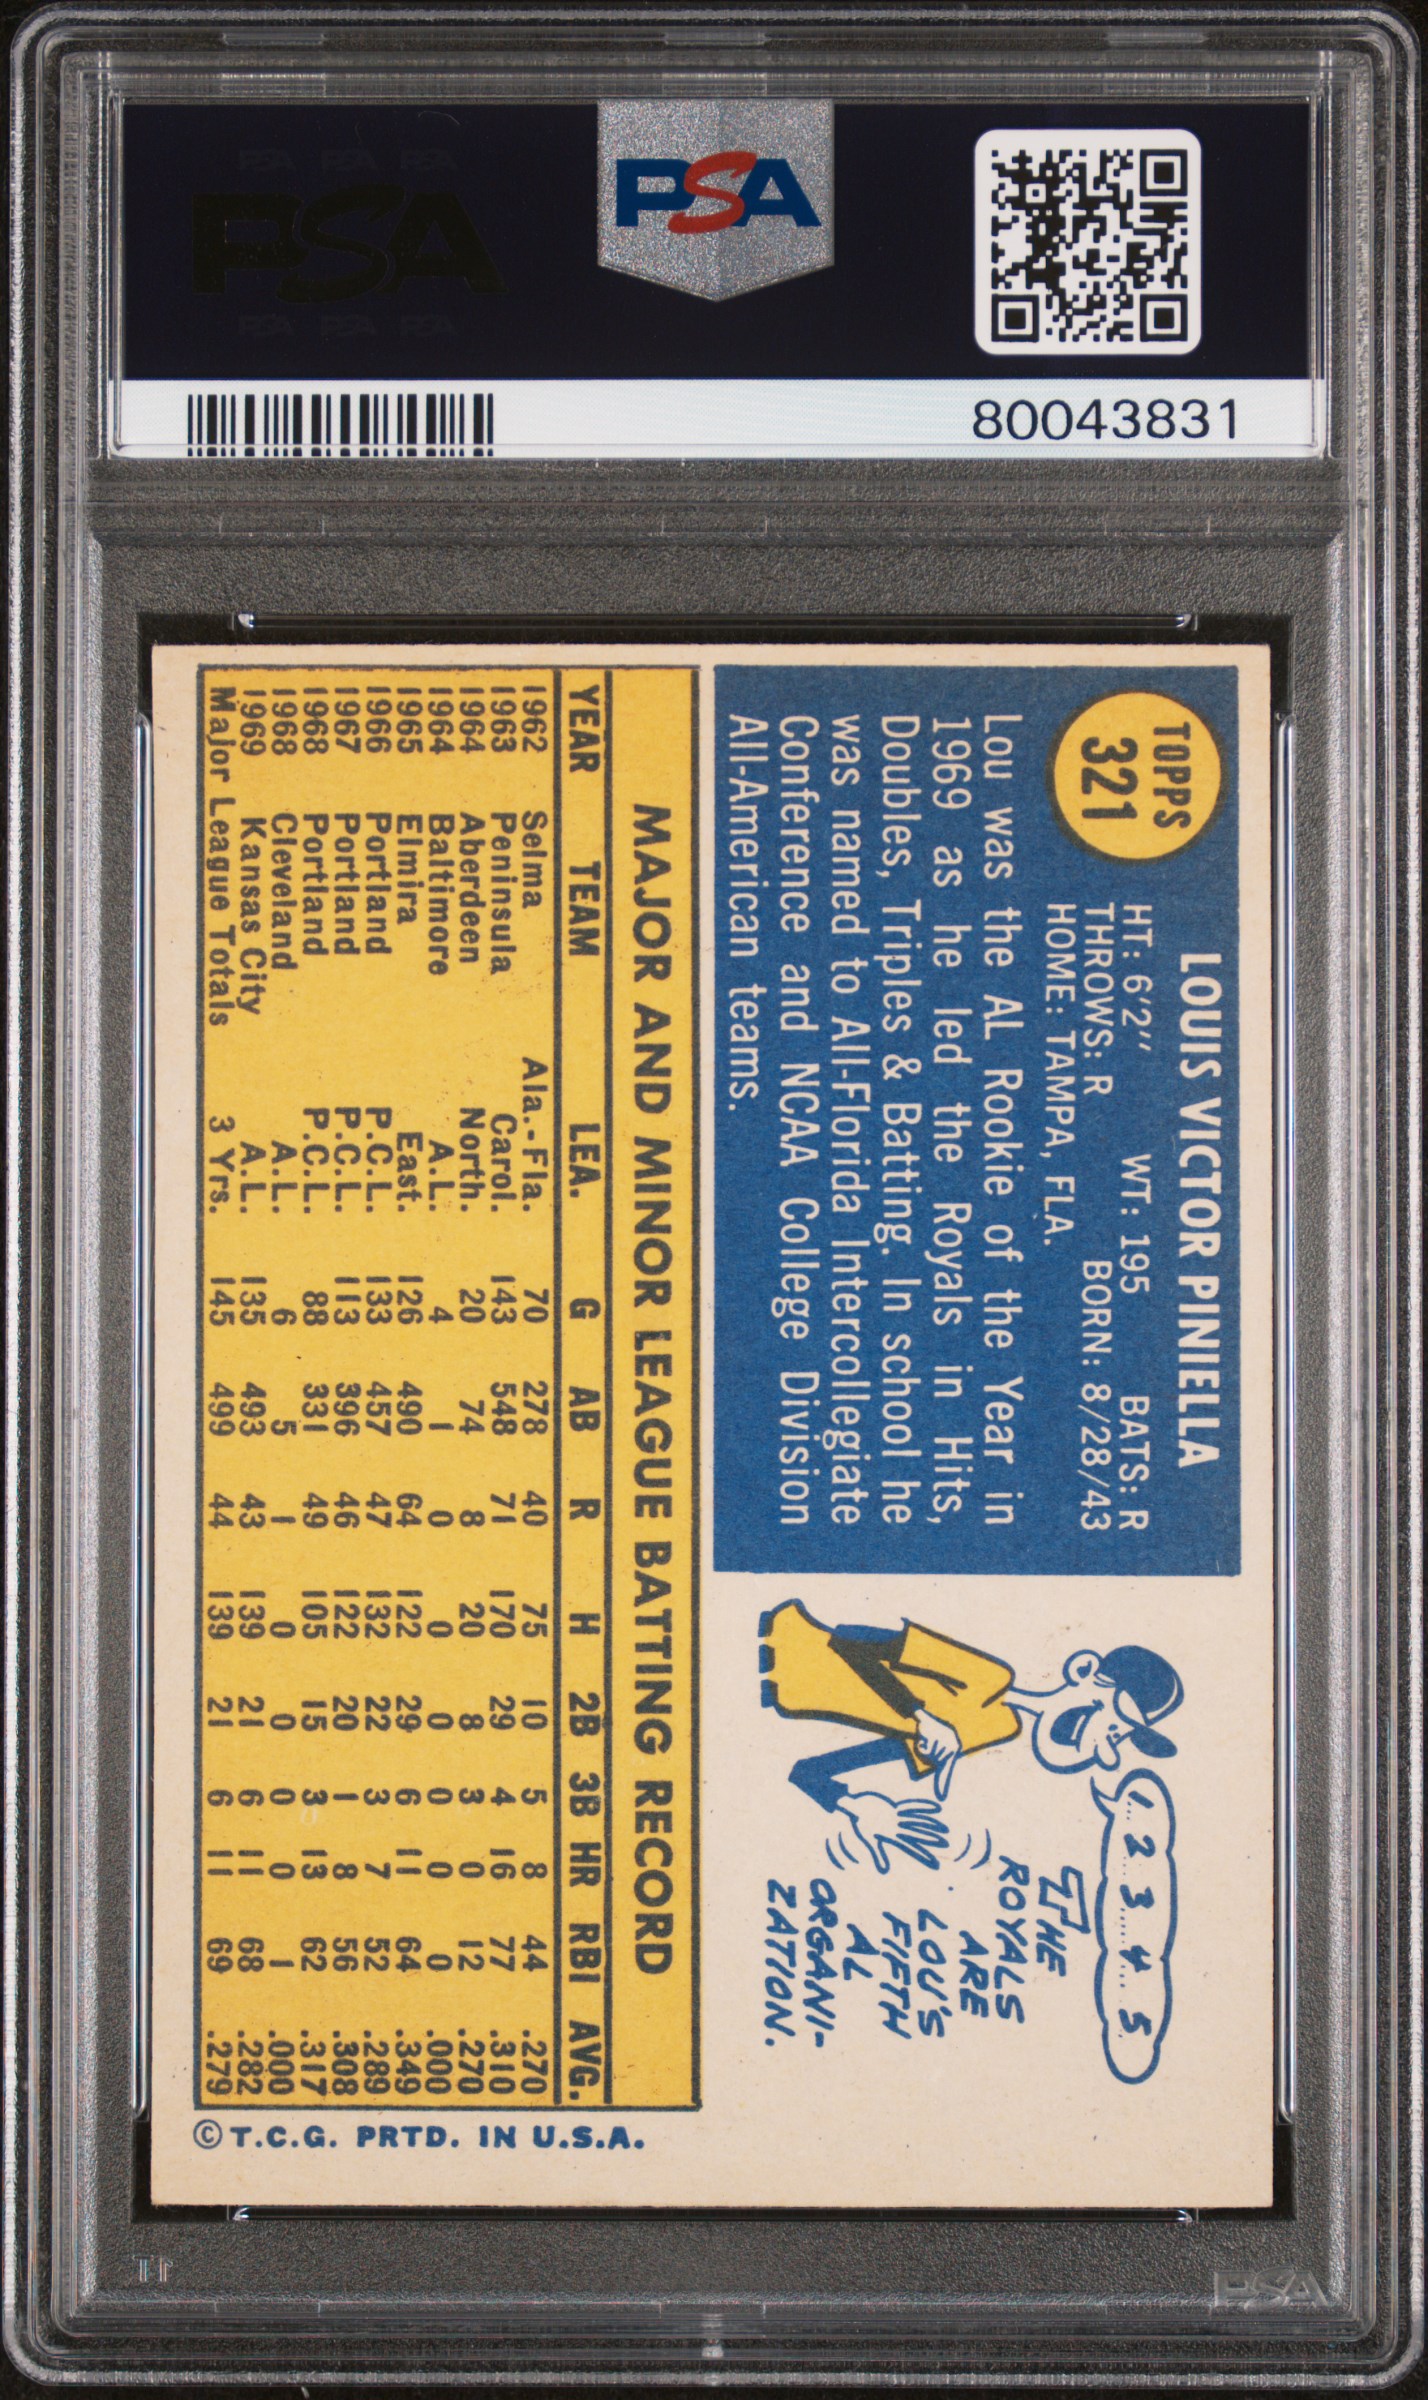 PSA PSA PSA
PSA
PSA PSA PSA
PSA
80043831
TOPPS
321
LOUIS VICTOR PINIELLA
HT: 6'2" WT: 195 BATS: R
THROWS: R BORN: 8/28/43
HOME: TAMPA, FLA.
Lou was the AL Rookie of the Year in
1969 as he led the Royals in Hits,
Doubles, Triples & Batting. In school he
was named to All-Florida Intercollegiate
Conference and NCAA College Division
All-American teams.
1... 2... 3..... 4.... 5
THE
ROYALS
ARE
LOU'S
FIFTH
AL
ORGANI-
ZATION.
MAJOR AND MINOR LEAGUE BATTING RECORD
YEAR TEAM LEA. G AB R H 2B 3B HR RBI AVG.
1962 Selma Ala.-Fla. 70 278 40 75 10 5 8 44 .270
1963 Peninsula Carol. 143 548 71 170 29 4 16 77 .310
1964 Aberdeen North. 20 74 8 20 8 3 0 12 .270
1964 Baltimore A.L. 4 1 0 0 0 0 0 0 .000
1965 Elmira East. 126 490 64 122 29 6 11 64 .349
1966 Portland P.C.L. 133 457 47 132 22 3 7 52 .289
1967 Portland P.C.L. 113 396 46 122 20 1 8 56 .308
1968 Portland P.C.L. 88 331 49 105 15 3 13 62 .317
1968 Cleveland A.L. 6 5 1 0 0 0 0 1 .000
1969 Kansas City A.L. 135 493 43 139 21 6 11 68 .282
Major League Totals 3 Yrs. 145 499 44 139 21 6 11 69 .279
© T.C.G. PRTD. IN U.S.A.
PSA